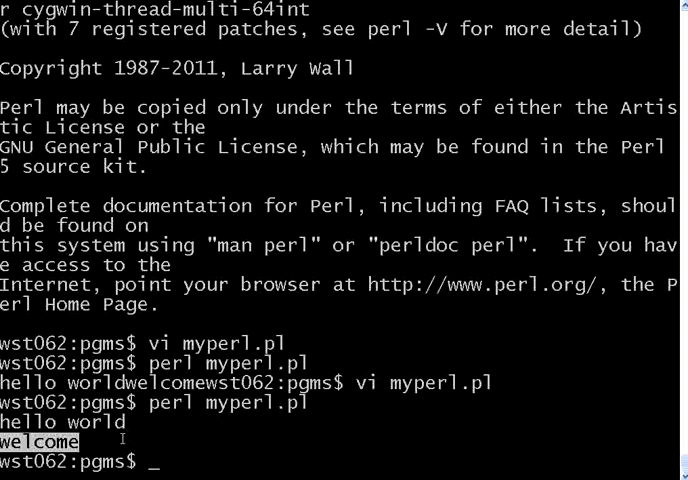 r cygwin-thread-multi-64int
(with 7 registered patches, see perl -V for more detail)
Copyright 1987-2011, Larry Wall
Perl may be copied only under the terms of either the Artis
tic License or the
GNU General Public License, which may be found in the Perl
5 source kit.
Complete documentation for Perl, including FAQ lists, shoul
d be found on
this system using "man perl" or "perldoc perl".  If you hav
e access to the
Internet, point your browser at http://www.perl.org/, the P
erl Home Page.
wst062:pgms$ vi myperl.pl
wst062:pgms$ perl myperl.pl
hello worldwelcomewst062:pgms$ vi myperl.pl
wst062:pgms$ perl myperl.pl
hello world
welcome
wst062:pgms$ _